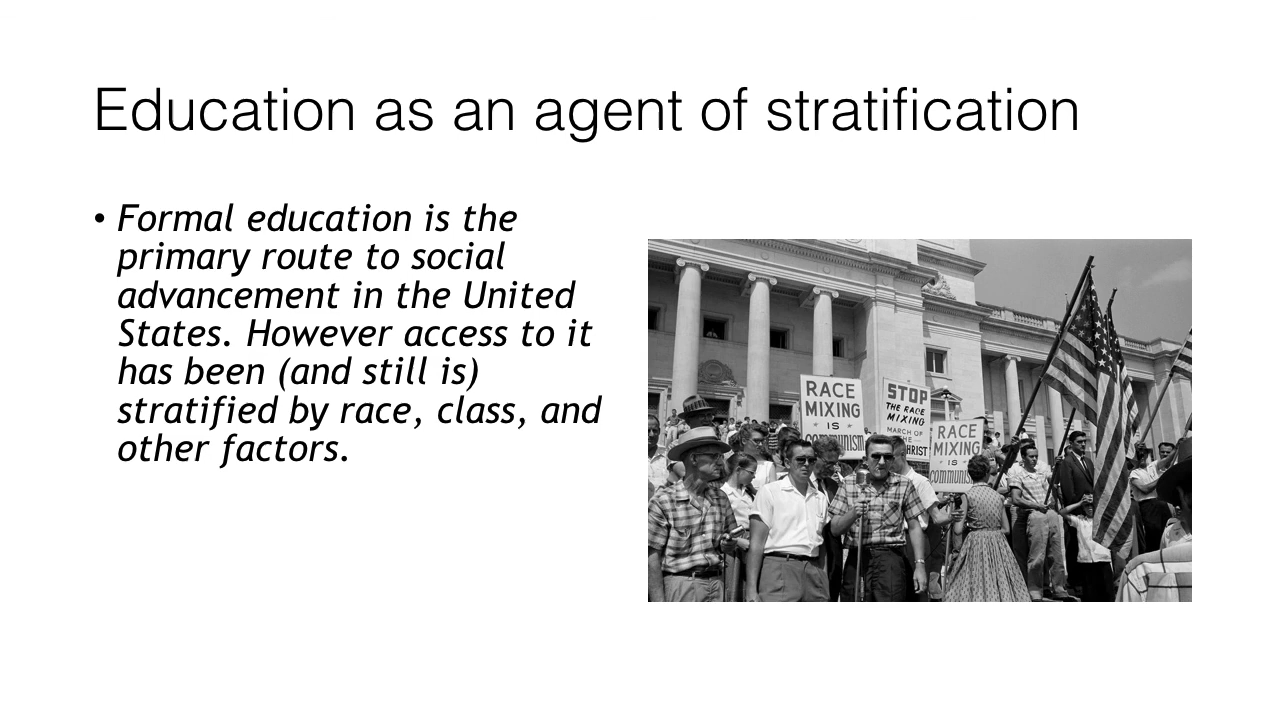 Education as an agent of stratification
• Formal education is the
primary route to social
advancement in the United
States. However access to it
has been (and still is)
stratified by race, class, and
other factors.
RACE
MIXING
IS
communism
STOP
THE RACE
MIXING
MARCH OF
THE
CHRIST
RACE
MIXING
IS
communis